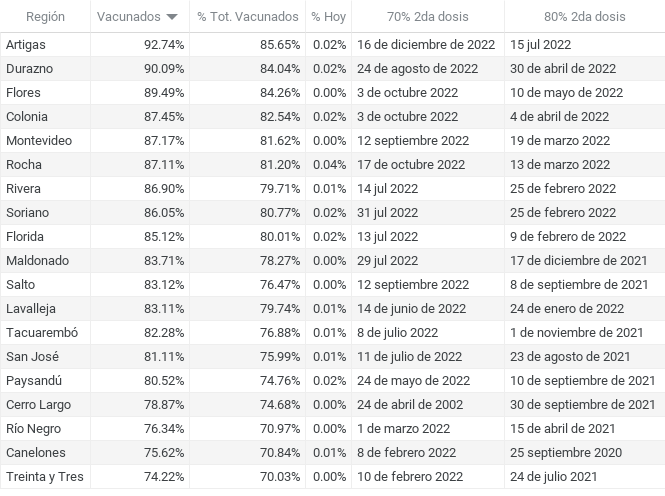 Región Vacunados % Tot. Vacunados % Hoy 70% 2da dosis 80% 2da dosis
Artigas 92.74% 85.65% 0.02% 16 de diciembre de 2022 15 jul 2022
Durazno 90.09% 84.04% 0.02% 24 de agosto de 2022 30 de abril de 2022
Flores 89.49% 84.26% 0.00% 3 de octubre 2022 10 de mayo de 2022
Colonia 87.45% 82.54% 0.02% 3 de octubre 2022 4 de abril de 2022
Montevideo 87.17% 81.62% 0.00% 12 septiembre 2022 19 de marzo 2022
Rocha 87.11% 81.20% 0.04% 17 de octubre 2022 13 de marzo 2022
Rivera 86.90% 79.71% 0.01% 14 jul 2022 25 de febrero 2022
Soriano 86.05% 80.77% 0.02% 31 jul 2022 25 de febrero 2022
Florida 85.12% 80.01% 0.02% 13 jul 2022 9 de febrero de 2022
Maldonado 83.71% 78.27% 0.00% 29 jul 2022 17 de diciembre de 2021
Salto 83.12% 76.47% 0.00% 12 septiembre 2022 8 de septiembre de 2021
Lavalleja 83.11% 79.74% 0.01% 14 de junio de 2022 24 de enero de 2022
Tacuarembó 82.28% 76.88% 0.01% 8 de julio 2022 1 de noviembre de 2021
San José 81.11% 75.99% 0.01% 11 de julio de 2022 23 de agosto de 2021
Paysandú 80.52% 74.76% 0.02% 24 de mayo de 2022 10 de septiembre de 2021
Cerro Largo 78.87% 74.68% 0.00% 24 de abril de 2002 30 de septiembre de 2021
Río Negro 76.34% 70.97% 0.00% 1 de marzo 2022 15 de abril de 2021
Canelones 75.62% 70.84% 0.01% 8 de febrero 2022 25 septiembre 2020
Treinta y Tres 74.22% 70.03% 0.00% 10 de febrero 2022 24 de julio 2021